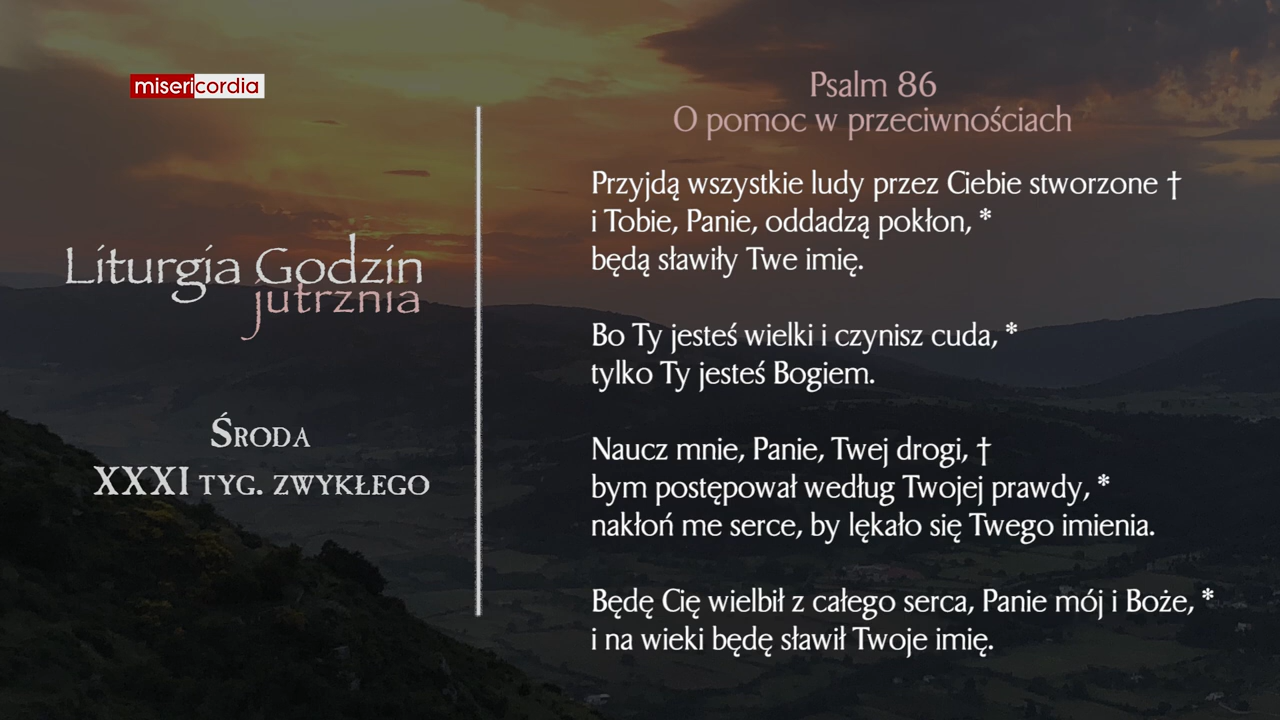 misericordia
Liturgia Godzin
jutrznia
Środa
XXXI tyg. zwykłego
Psalm 86
O pomoc w przeciwnościach
Przyjdą wszystkie ludy przez Ciebie stworzone †
i Tobie, Panie, oddadzą pokłon, *
będą sławiły Twe imię.
Bo Ty jesteś wielki i czynisz cuda, *
tylko Ty jesteś Bogiem.
Naucz mnie, Panie, Twej drogi, †
bym postępował według Twojej prawdy, *
nakłoń me serce, by lękało się Twego imienia.
Będę Cię wielbił z całego serca, Panie mój i Boże, *
i na wieki będę sławił Twoje imię.